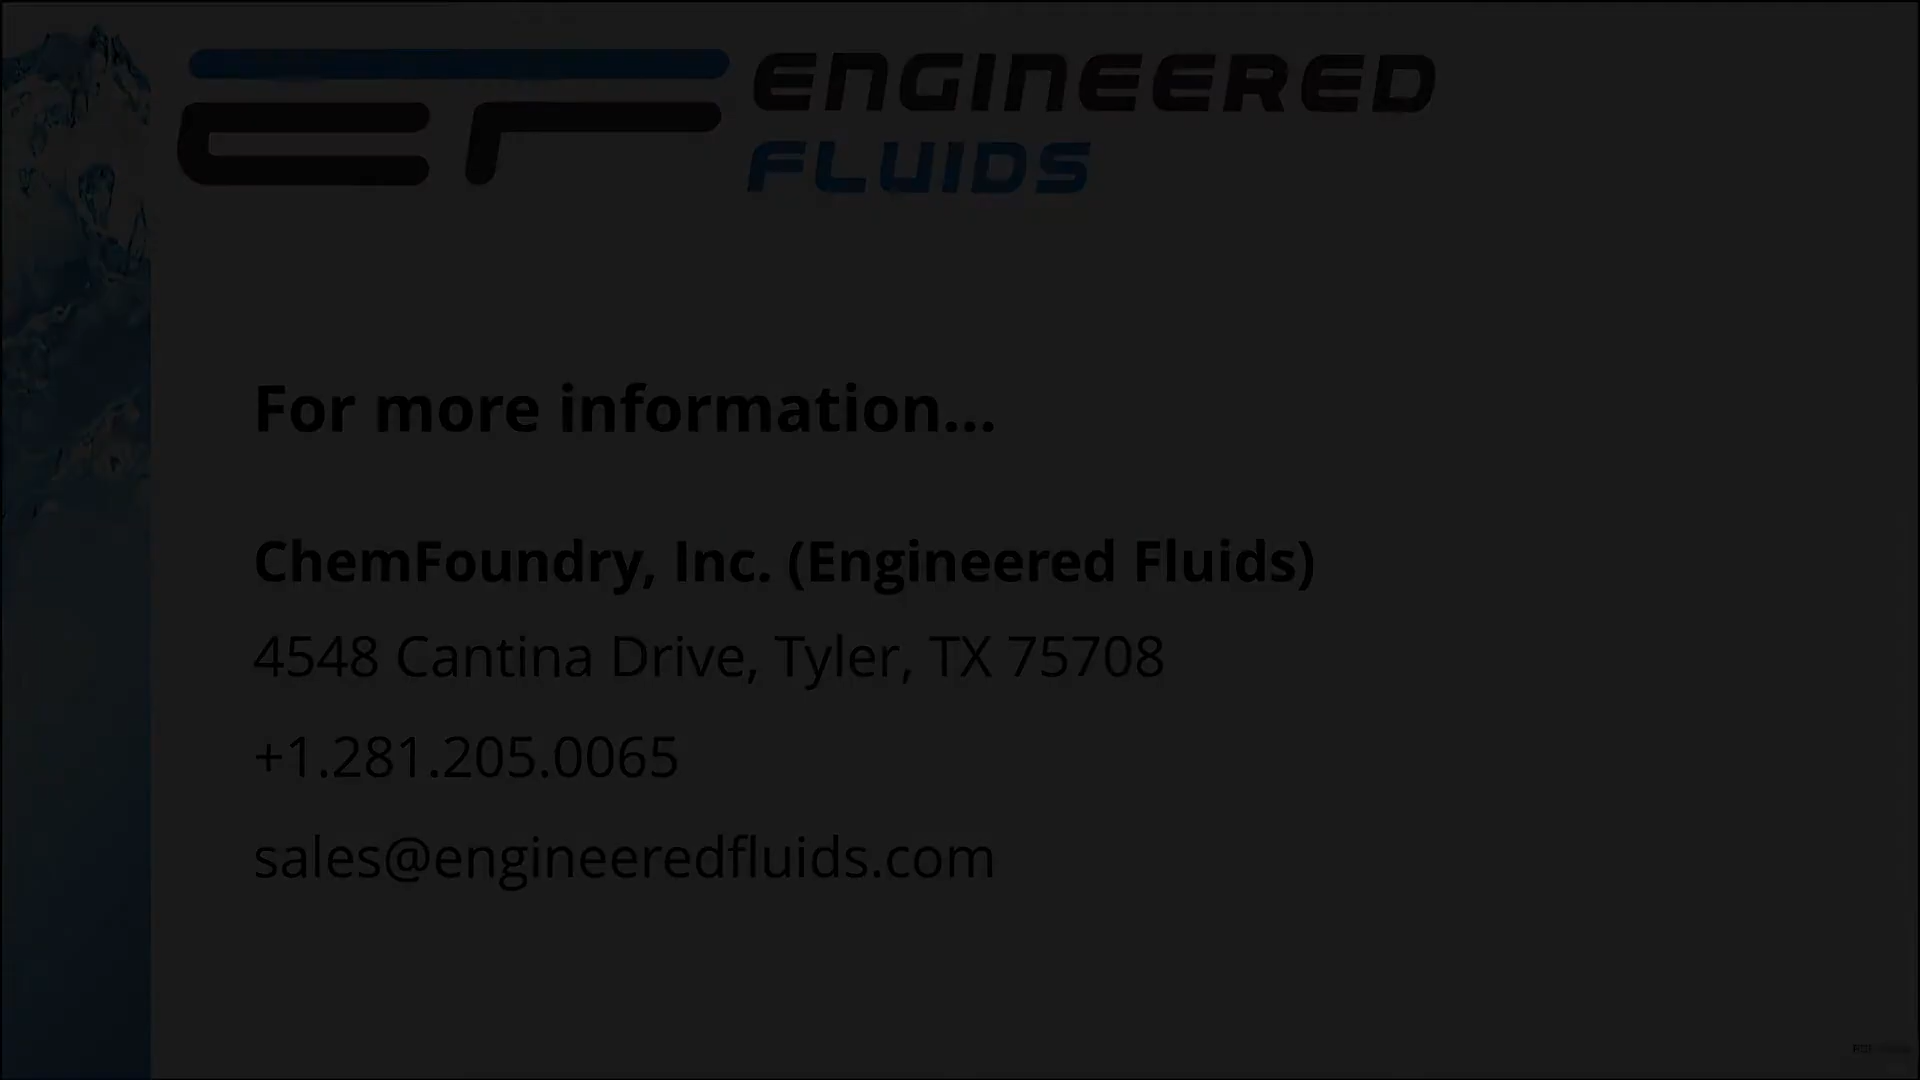 ENGINEERED
FLUIDS
For more information...
ChemFoundry, Inc. (Engineered Fluids)
4548 Cantina Drive, Tyler, TX 75708
+1.281.205.0065
sales@engineeredfluids.com